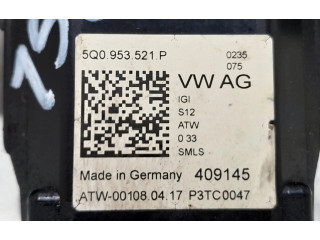 5Q0.953.521.P
0235
075
VW AG
IGI
S12
ATW
0 33
SMLS
Made in Germany 409145
ATW-00108.04.17 P3TC0047